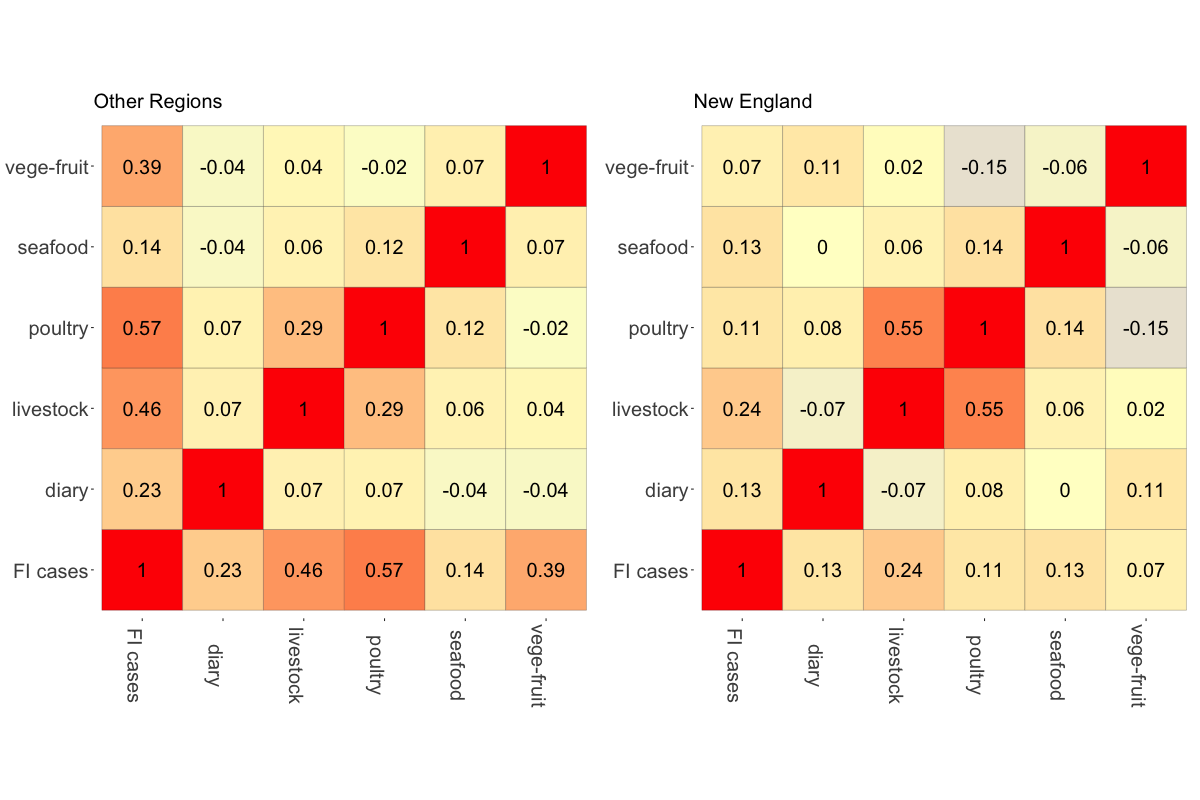 Other Regions
vege-fruit 0.39 -0.04 0.04 -0.02 0.07 1
seafood 0.14 -0.04 0.06 0.12 1 0.07
poultry 0.57 0.07 0.29 1 0.12 -0.02
livestock 0.46 0.07 1 0.29 0.06 0.04
diary 0.23 1 0.07 0.07 -0.04 -0.04
FI cases 1 0.23 0.46 0.57 0.14 0.39
FI cases diary livestock poultry seafood vege-fruit
New England
vege-fruit 0.07 0.11 0.02 -0.15 -0.06 1
seafood 0.13 0 0.06 0.14 1 -0.06
poultry 0.11 0.08 0.55 1 0.14 -0.15
livestock 0.24 -0.07 1 0.55 0.06 0.02
diary 0.13 1 -0.07 0.08 0 0.11
FI cases 1 0.13 0.24 0.11 0.13 0.07
FI cases diary livestock poultry seafood vege-fruit